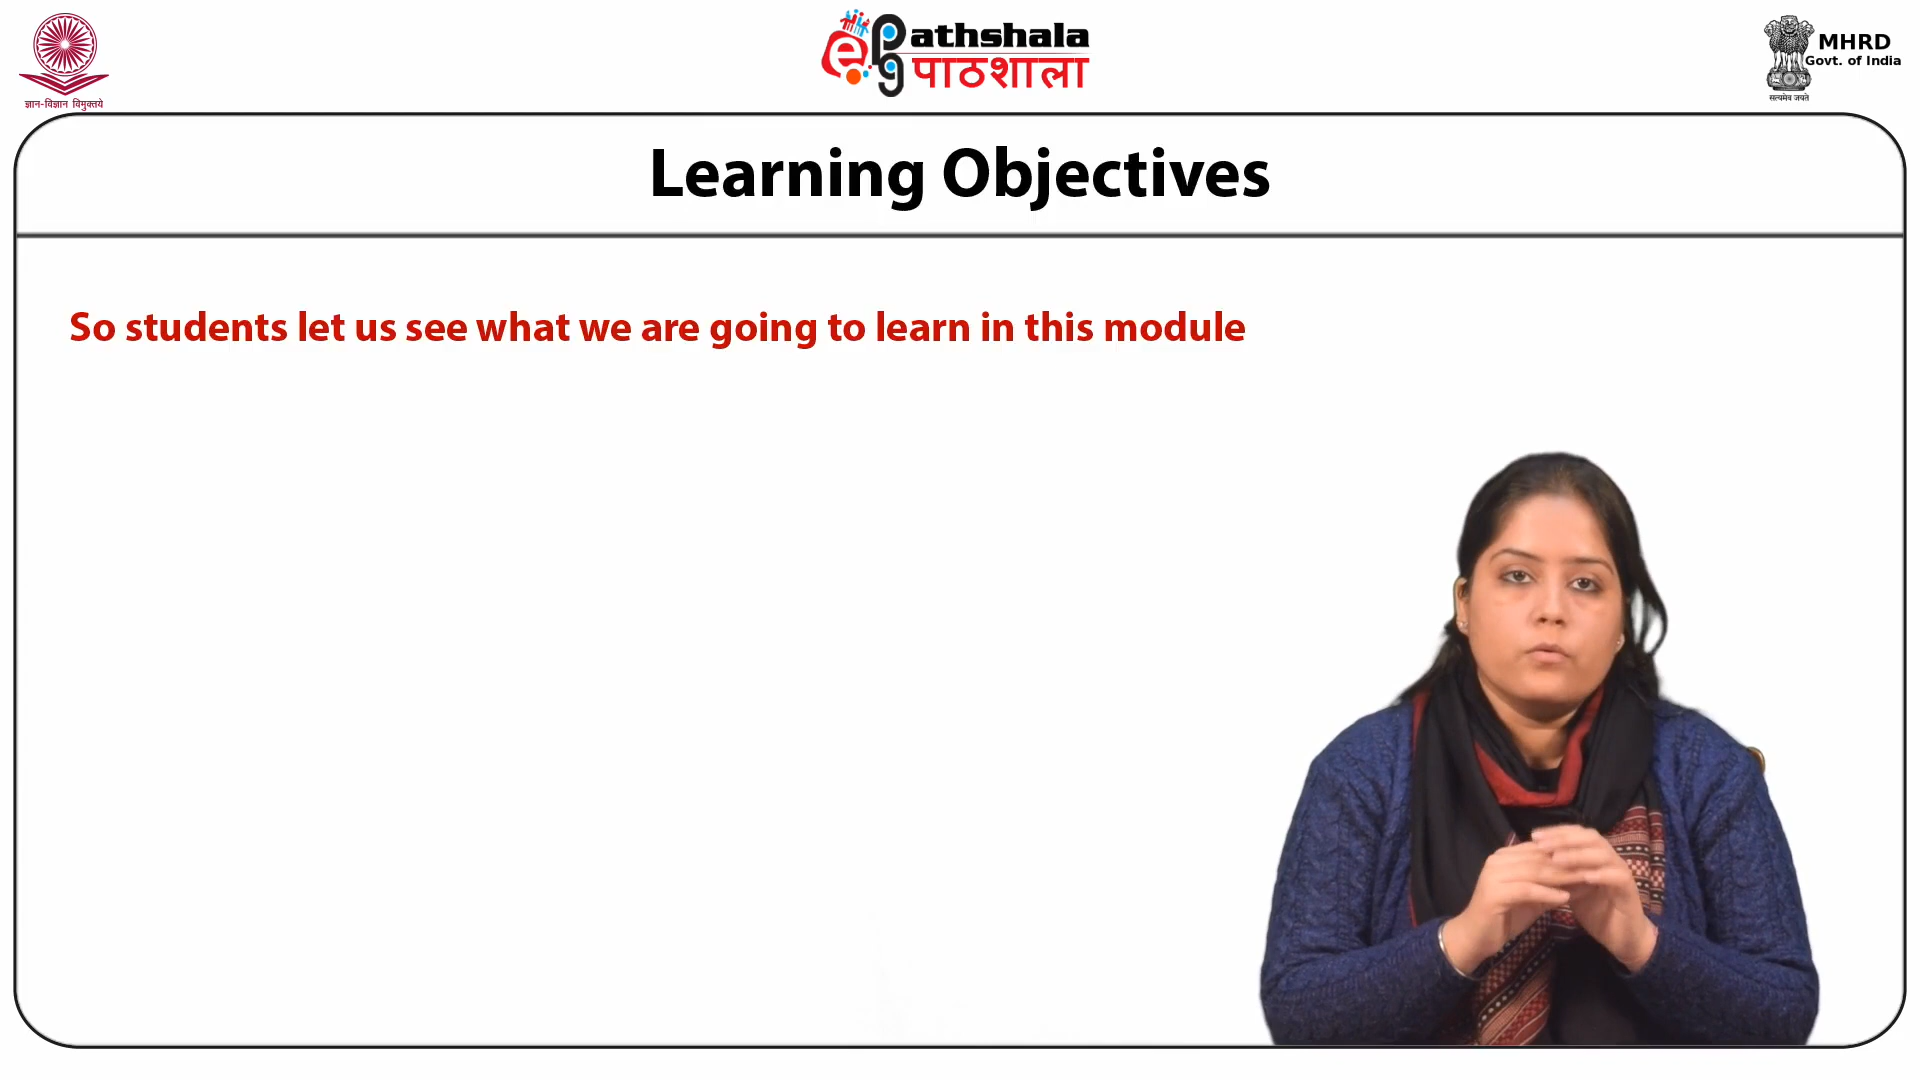 ज्ञान-विज्ञान विमुक्तये
ePG athshala
पाठशाला
MHRD
Govt. of India
सत्यमेव जयते
Learning Objectives
So students let us see what we are going to learn in this module